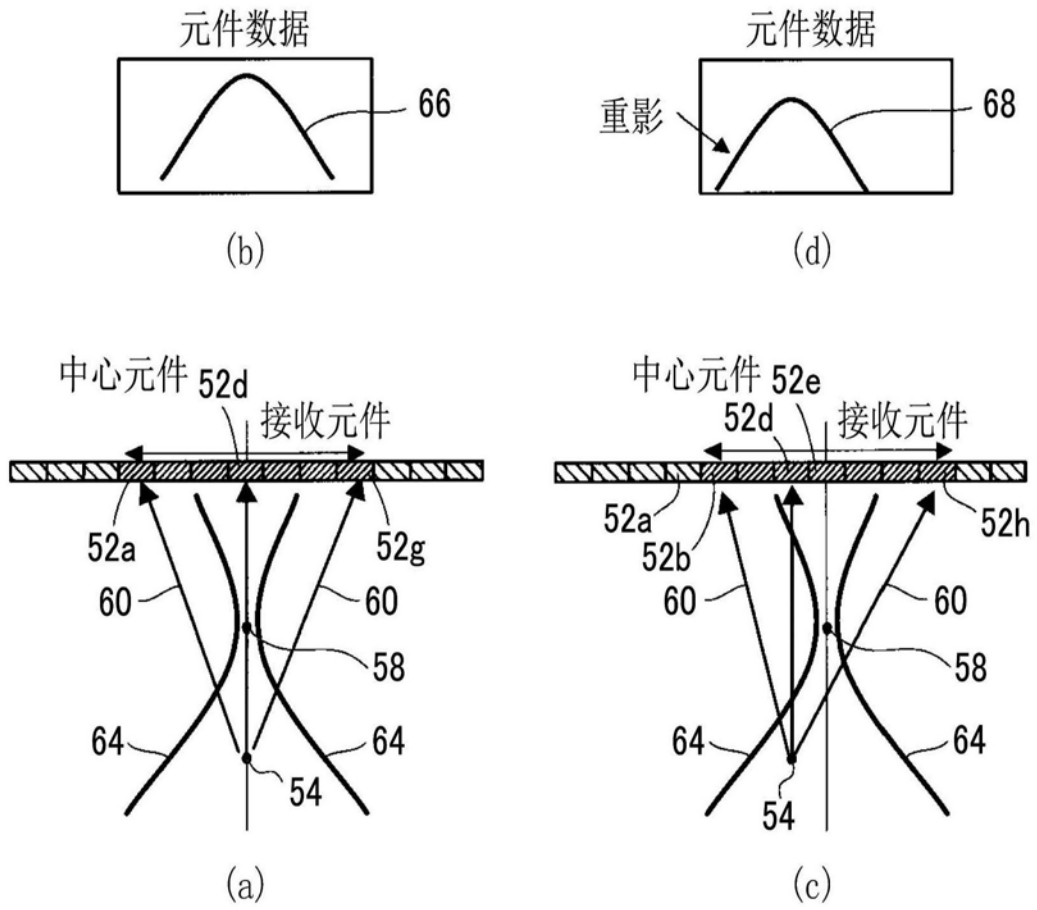 元件数据
66
(b)
元件数据
重影
68
(d)
中心元件
52d
接收元件
52a
52g
60
60
58
64
64
54
(a)
中心元件
52e
52d
接收元件
52a
52b
52h
60
60
58
64
64
54
(c)